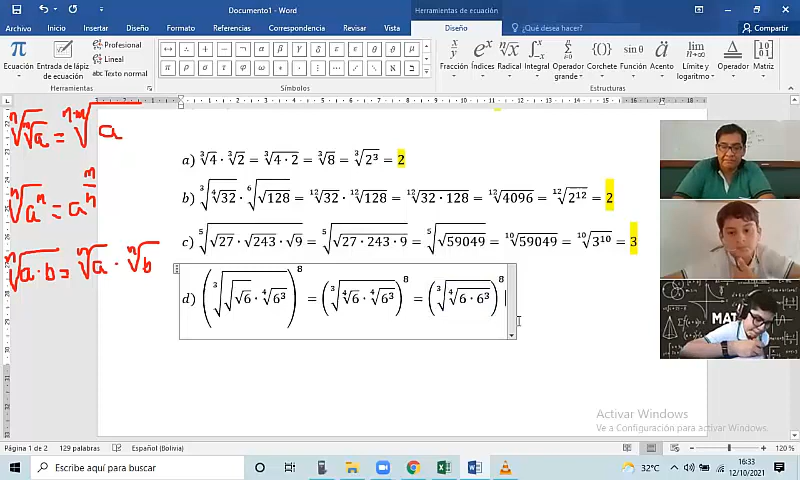 Documento1 - Word
Herramientas de ecuación
Archivo Inicio Insertar Diseño Formato Referencias Correspondencia Revisar Vista Diseño ¿Qué desea hacer? Compartir
π Ecuación Entrada de lápiz de ecuación Profesional Lineal abc Texto normal
Fracción Índices Radical Integral Operador grande Corchete Función Acento Límite y logaritmo Operador Matriz
Herramientas Símbolos Estructuras
ⁿ√(ᵐ√a) = ⁿ·ᵐ√a
a) ∛4 · ∛2 = ∛(4 · 2) = ∛8 = ∛(2³) = 2
b) ∛(⁴√32) · ⁶√(√128) = ¹²√32 · ¹²√128 = ¹²√(32 · 128) = ¹²√4096 = ¹²√(2¹²) = 2
c) ⁵√(√27 · √243 · √9) = ⁵√(√(27 · 243 · 9)) = ⁵√(√59049) = ¹⁰√59049 = ¹⁰√(3¹⁰) = 3
ⁿ√(a · b) = ⁿ√a · ⁿ√b
d) (∛(√(√6 · ⁴√(6³))))⁸ = (∛(⁴√6 · ⁴√(6³)))⁸ = (∛(⁴√(6 · 6³)))⁸
MAT
Activar Windows
Ve a Configuración para activar Windows.
Página 1 de 2 129 palabras Español (Bolivia) 120 %
Escribe aquí para buscar
32°C
16:33
12/10/2021